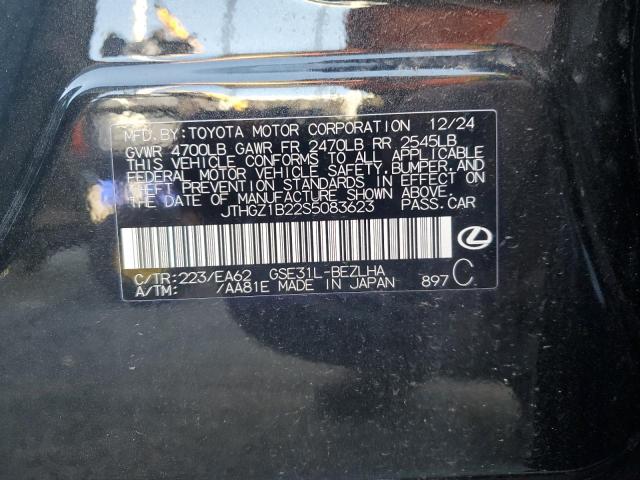 MFD. BY: TOYOTA MOTOR CORPORATION 12/24
GVWR 4700LB GAWR FR 2470LB RR 2545LB
THIS VEHICLE CONFORMS TO ALL APPLICABLE
FEDERAL MOTOR VEHICLE SAFETY, BUMPER, AND
THEFT PREVENTION STANDARDS IN EFFECT ON
THE DATE OF MANUFACTURE SHOWN ABOVE.
JTHGZ1B22S5083623 PASS. CAR
C/TR: 223/EA62 GSE31L-BEZLHA
A/TM: /AA81E MADE IN JAPAN 897 C